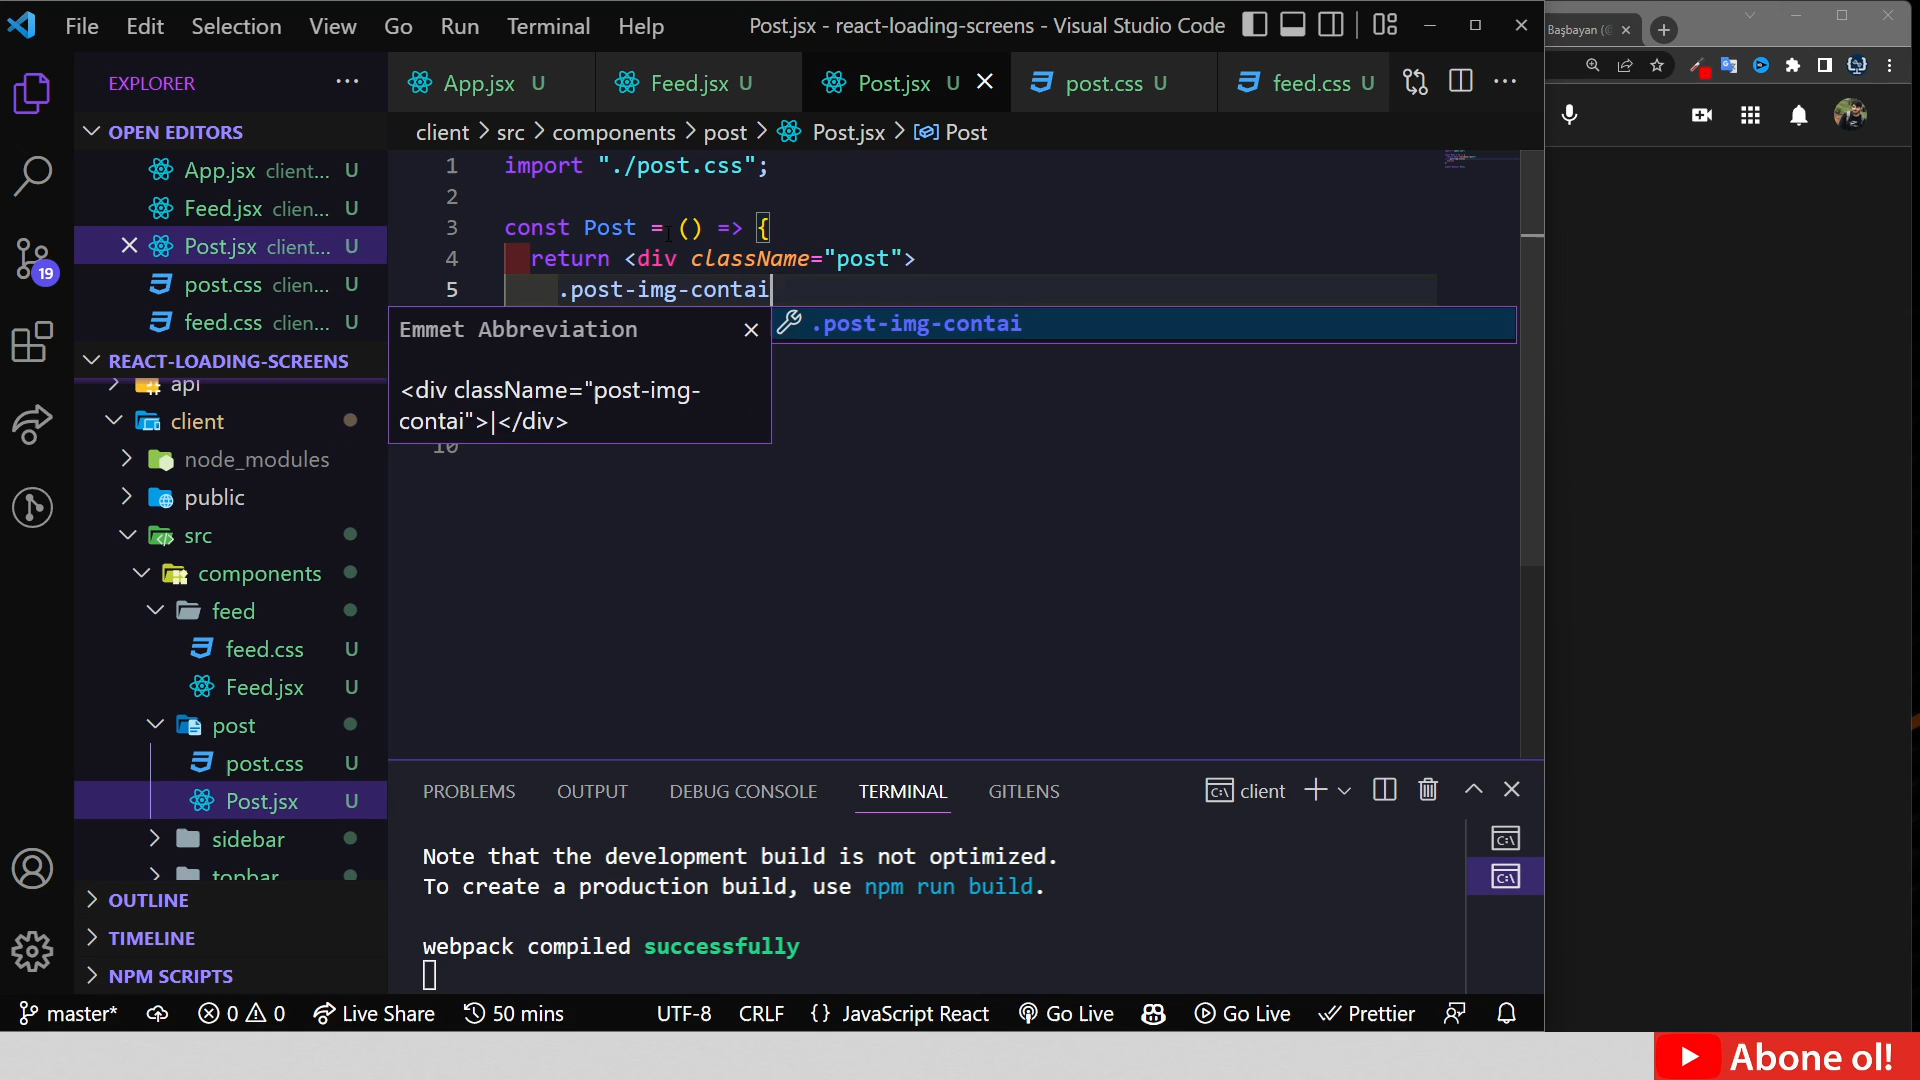 File Edit Selection View Go Run Terminal Help
Post.jsx - react-loading-screens - Visual Studio Code
Başbayan (
EXPLORER
App.jsx U
Feed.jsx U
Post.jsx U
post.css U
feed.css U
OPEN EDITORS
App.jsx client... U
Feed.jsx clien... U
Post.jsx client... U
post.css clien... U
feed.css clien... U
REACT-LOADING-SCREENS
api
client
node_modules
public
src
components
feed
feed.css U
Feed.jsx U
post
post.css U
Post.jsx U
sidebar
topbar
OUTLINE
TIMELINE
NPM SCRIPTS
19
client > src > components > post > Post.jsx > Post
1 import "./post.css";
2
3 const Post = () => {
4 return <div className="post">
5 .post-img-contai
.post-img-contai
Emmet Abbreviation
<div className="post-img-
contai">|</div>
10
PROBLEMS OUTPUT DEBUG CONSOLE TERMINAL GITLENS
client
Note that the development build is not optimized.
To create a production build, use npm run build.
webpack compiled successfully
master* 0 0 Live Share 50 mins UTF-8 CRLF {} JavaScript React Go Live Go Live Prettier
Abone ol!